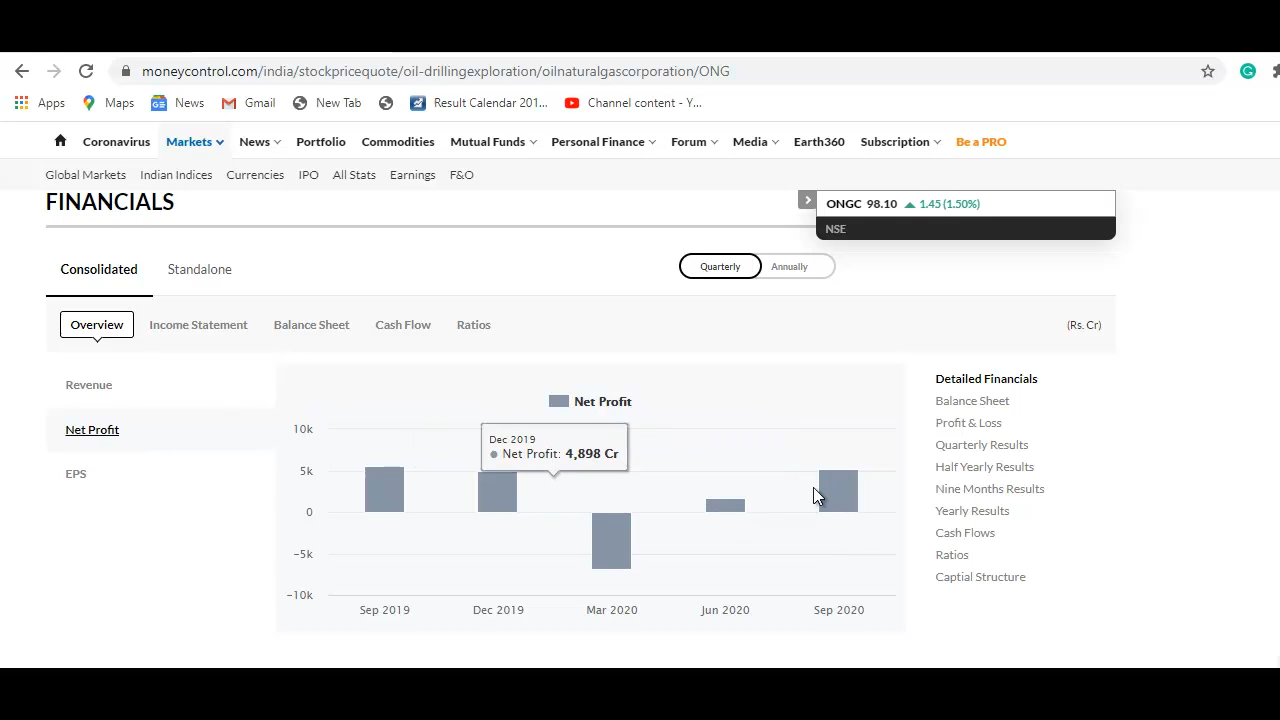 moneycontrol.com/india/stockpricequote/oil-drillingexploration/oilnaturalgascorporation/ONG
Apps Maps News Gmail New Tab Result Calendar 201... Channel content - Y...
Coronavirus Markets News Portfolio Commodities Mutual Funds Personal Finance Forum Media Earth360 Subscription Be a PRO
Global Markets Indian Indices Currencies IPO All Stats Earnings F&O
FINANCIALS
ONGC 98.10 ▲ 1.45 (1.50%)
NSE
Consolidated Standalone Quarterly Annually
Overview Income Statement Balance Sheet Cash Flow Ratios (Rs. Cr)
Revenue
Net Profit
EPS
Net Profit
10k
5k
0
−5k
−10k
Dec 2019
Net Profit: 4,898 Cr
Sep 2019 Dec 2019 Mar 2020 Jun 2020 Sep 2020
Detailed Financials
Balance Sheet
Profit & Loss
Quarterly Results
Half Yearly Results
Nine Months Results
Yearly Results
Cash Flows
Ratios
Captial Structure